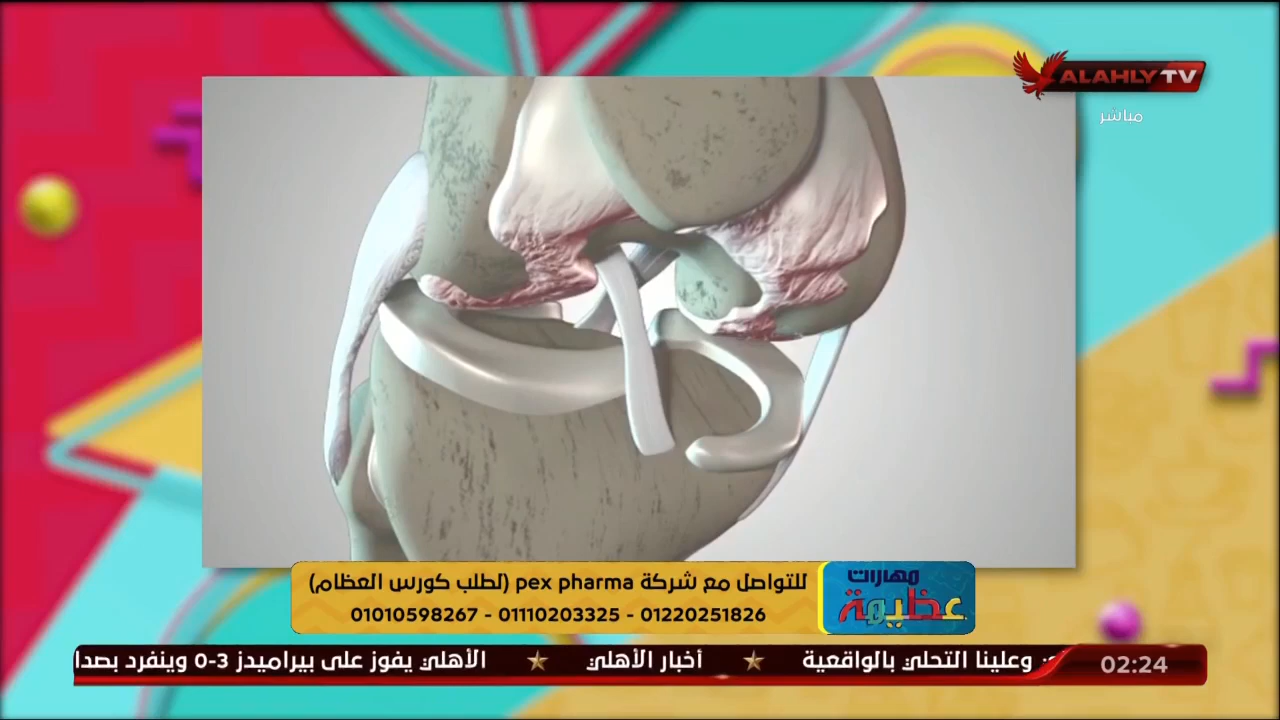 ALAHLY TV
مباشر
للتواصل مع شركة pex pharma (لطلب كورس العظام)
01010598267 - 01110203325 - 01220251826
مهارات
عظيمة
وعلينا التحلي بالواقعية ★ أخبار الأهلي ★ الأهلي يفوز على بيراميدز 3-0 وينفرد بصدا
02:24